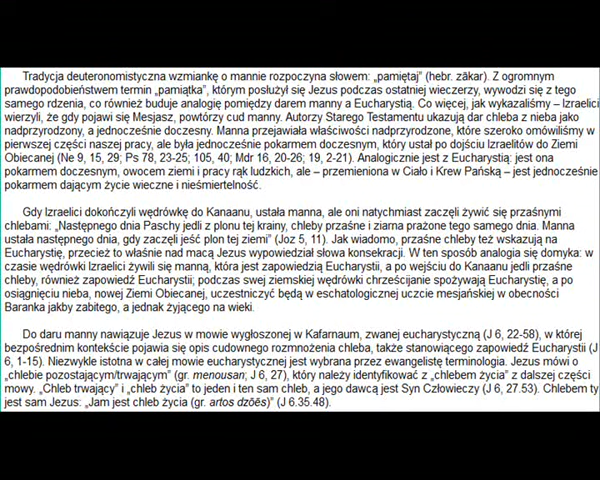 Tradycja deuteronomistyczna wzmiankę o mannie rozpoczyna słowem: „pamiętaj” (hebr. zākar). Z ogromnym
prawdopodobieństwem termin „pamiątka”, którym posłużył się Jezus podczas ostatniej wieczerzy, wywodzi się z tego
samego rdzenia, co również buduje analogię pomiędzy darem manny a Eucharystią. Co więcej, jak wykazaliśmy – Izraelici
wierzyli, że gdy pojawi się Mesjasz, powtórzy cud manny. Autorzy Starego Testamentu ukazują dar chleba z nieba jako
nadprzyrodzony, a jednocześnie doczesny. Manna przejawiała właściwości nadprzyrodzone, które szeroko omówiliśmy w
pierwszej części naszej pracy, ale była jednocześnie pokarmem doczesnym, który ustał po dojściu Izraelitów do Ziemi
Obiecanej (Ne 9, 15, 29; Ps 78, 23-25; 105, 40; Mdr 16, 20-26; 19, 2-21). Analogicznie jest z Eucharystią: jest ona
pokarmem doczesnym, owocem ziemi i pracy rąk ludzkich, ale – przemieniona w Ciało i Krew Pańską – jest jednocześnie
pokarmem dającym życie wieczne i nieśmiertelność.
Gdy Izraelici dokończyli wędrówkę do Kanaanu, ustała manna, ale oni natychmiast zaczęli żywić się przaśnymi
chlebami: „Następnego dnia Paschy jedli z plonu tej krainy, chleby przaśne i ziarna prażone tego samego dnia. Manna
ustała następnego dnia, gdy zaczęli jeść plon tej ziemi” (Joz 5, 11). Jak wiadomo, przaśne chleby też wskazują na
Eucharystię, przecież to właśnie nad macą Jezus wypowiedział słowa konsekracji. W ten sposób analogia się domyka: w
czasie wędrówki Izraelici żywili się manną, która jest zapowiedzią Eucharystii, a po wejściu do Kanaanu jedli przaśne
chleby, również zapowiedź Eucharystii; podczas swej ziemskiej wędrówki chrześcijanie spożywają Eucharystię, a po
osiągnięciu nieba, nowej Ziemi Obiecanej, uczestniczyć będą w eschatologicznej uczcie mesjańskiej w obecności
Baranka jakby zabitego, a jednak żyjącego na wieki.
Do daru manny nawiązuje Jezus w mowie wygłoszonej w Kafarnaum, zwanej eucharystyczną (J 6, 22-58), w której
bezpośrednim kontekście pojawia się opis cudownego rozmnożenia chleba, także stanowiącego zapowiedź Eucharystii (J
6, 1-15). Niezwykle istotna w całej mowie eucharystycznej jest wybrana przez ewangelistę terminologia. Jezus mówi o
„chlebie pozostającym/trwającym” (gr. menousan; J 6, 27), który należy identyfikować z „chlebem życia” z dalszej części
mowy. „Chleb trwający” i „chleb życia” to jeden i ten sam chleb, a jego dawcą jest Syn Człowieczy (J 6, 27.53). Chlebem ty
jest sam Jezus: „Jam jest chleb życia (gr. artos dzōēs)” (J 6.35.48).